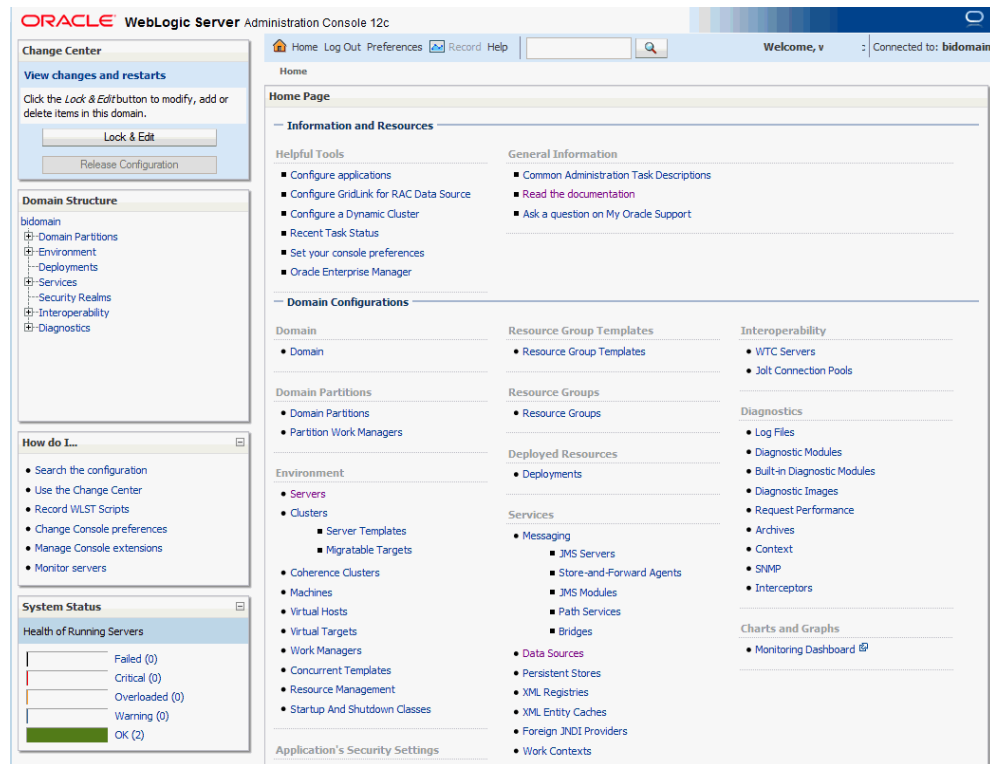 ORACLE WebLogic Server Administration Console 12c
Change Center
View changes and restarts
Click the Lock & Edit button to modify, add or
delete items in this domain.
Lock & Edit
Release Configuration
Domain Structure
bidomain
Domain Partitions
Environment
Deployments
Services
Security Realms
Interoperability
Diagnostics
How do I...
Search the configuration
Use the Change Center
Record WLST Scripts
Change Console preferences
Manage Console extensions
Monitor servers
System Status
Health of Running Servers
Failed (0)
Critical (0)
Overloaded (0)
Warning (0)
OK (2)
Home Log Out Preferences Record Help
Welcome, v : Connected to: bidomain
Home
Home Page
Information and Resources
Helpful Tools
Configure applications
Configure GridLink for RAC Data Source
Configure a Dynamic Cluster
Recent Task Status
Set your console preferences
Oracle Enterprise Manager
General Information
Common Administration Task Descriptions
Read the documentation
Ask a question on My Oracle Support
Domain Configurations
Domain
Domain
Domain Partitions
Domain Partitions
Partition Work Managers
Environment
Servers
Clusters
Server Templates
Migratable Targets
Coherence Clusters
Machines
Virtual Hosts
Virtual Targets
Work Managers
Concurrent Templates
Resource Management
Startup And Shutdown Classes
Application's Security Settings
Resource Group Templates
Resource Group Templates
Resource Groups
Resource Groups
Deployed Resources
Deployments
Services
Messaging
JMS Servers
Store-and-Forward Agents
JMS Modules
Path Services
Bridges
Data Sources
Persistent Stores
XML Registries
XML Entity Caches
Foreign JNDI Providers
Work Contexts
Interoperability
WTC Servers
Jolt Connection Pools
Diagnostics
Log Files
Diagnostic Modules
Built-in Diagnostic Modules
Diagnostic Images
Request Performance
Archives
Context
SNMP
Interceptors
Charts and Graphs
Monitoring Dashboard